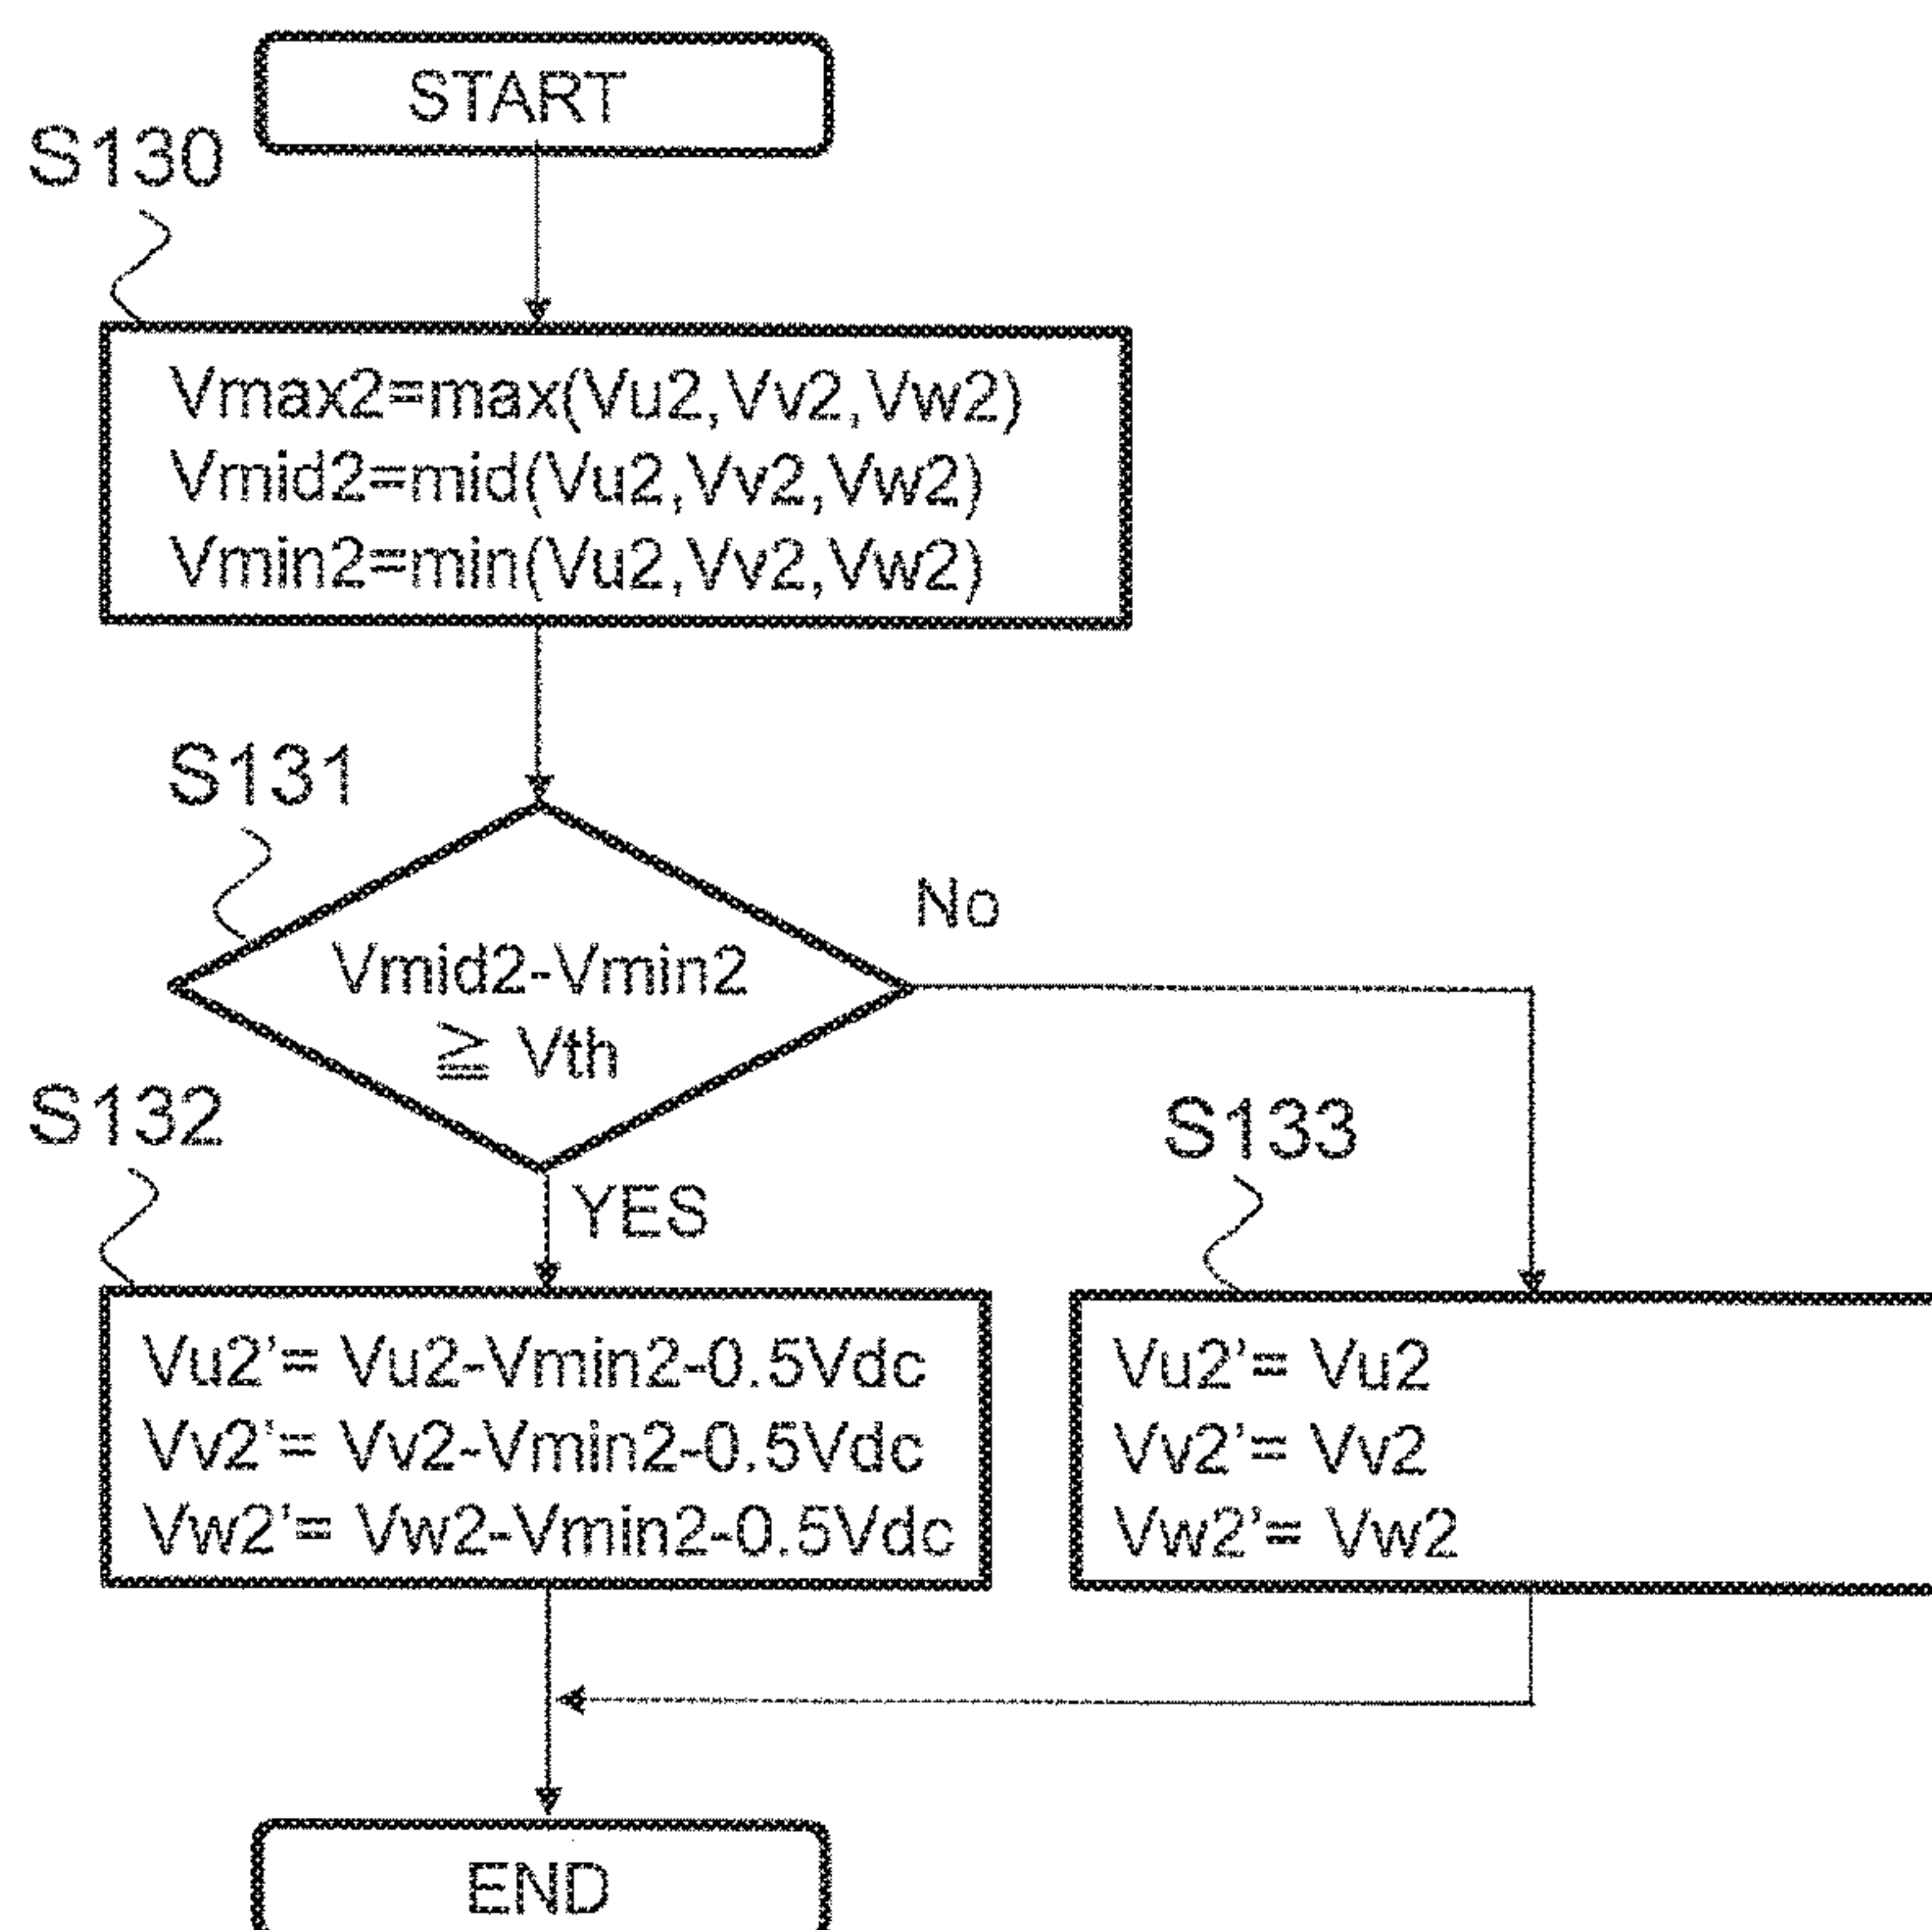 START
S130
Vmax2=max(Vu2,Vv2,Vw2)
Vmid2=mid(Vu2,Vv2,Vw2)
Vmin2=min(Vu2,Vv2,Vw2)
S131
No
Vmid2-Vmin2
≧ Vth
S132
S133
YES
Vu2’= Vu2-Vmin2-0.5Vdc
Vv2’= Vv2-Vmin2-0.5Vdc
Vw2’= Vw2-Vmin2-0.5Vdc
Vu2’= Vu2
Vv2’= Vv2
Vw2’= Vw2
END